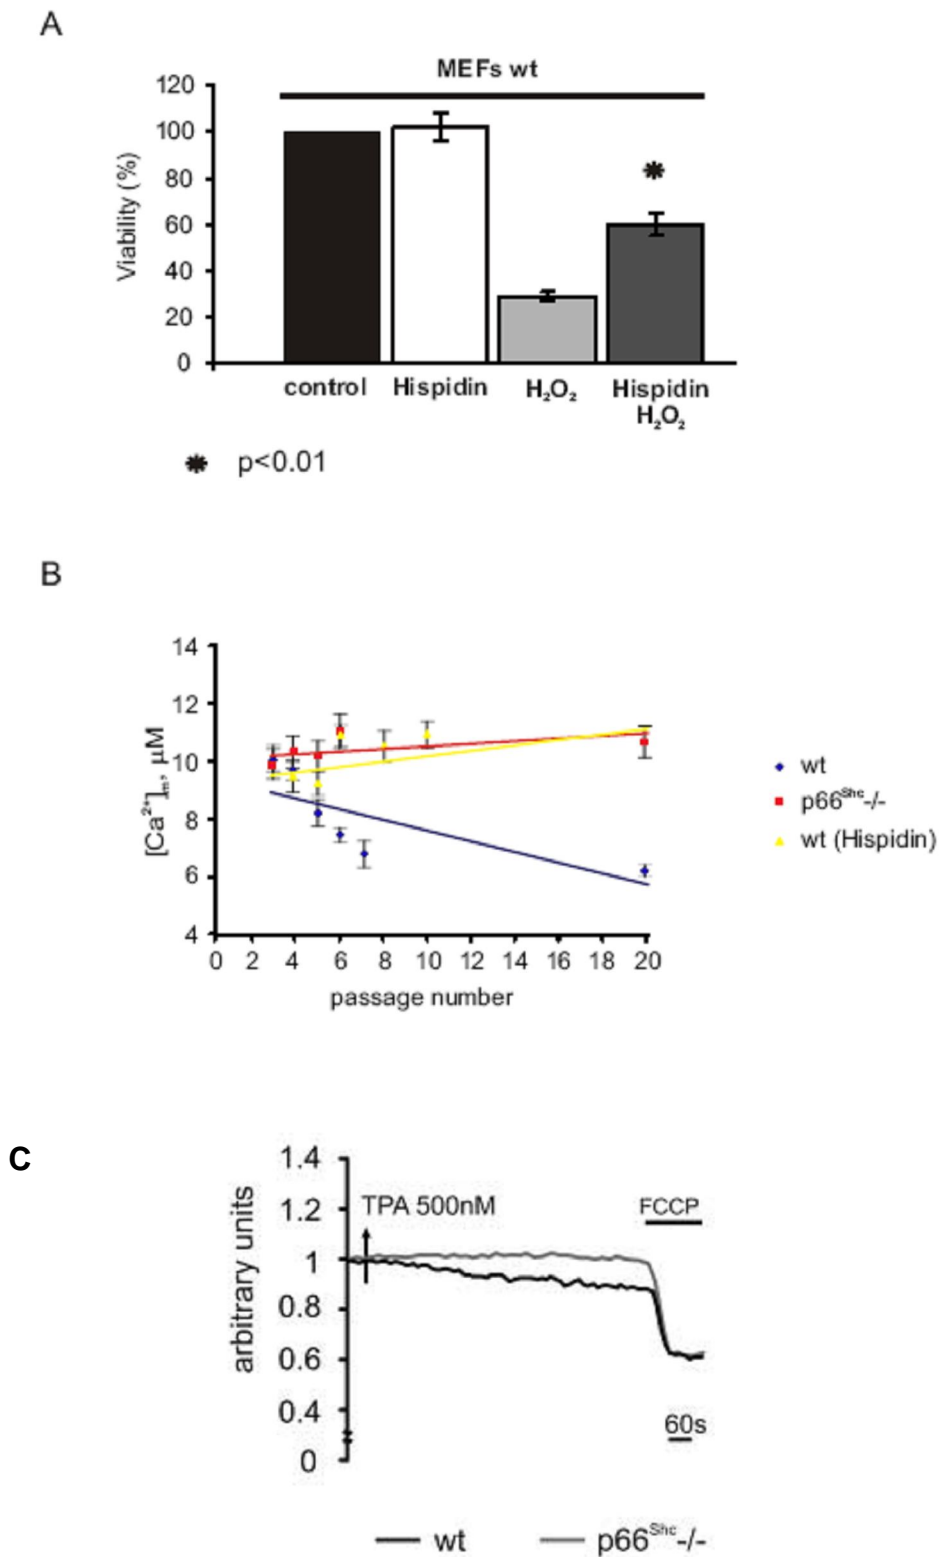 A
MEFs wt
120
100
80
60
40
20
0
Viability (%)
control
Hispidin
H₂O₂
Hispidin
H₂O₂
✱
✱ p<0.01
B
14
12
10
8
6
4
[Ca²⁺]ₘ, µM
0 2 4 6 8 10 12 14 16 18 20
passage number
wt
p66ˢʰᶜ-/-
wt (Hispidin)
C
1.4
1.2
1
0.8
0.6
0.4
0
arbitrary units
TPA 500nM
FCCP
60s
wt
p66ˢʰᶜ-/-